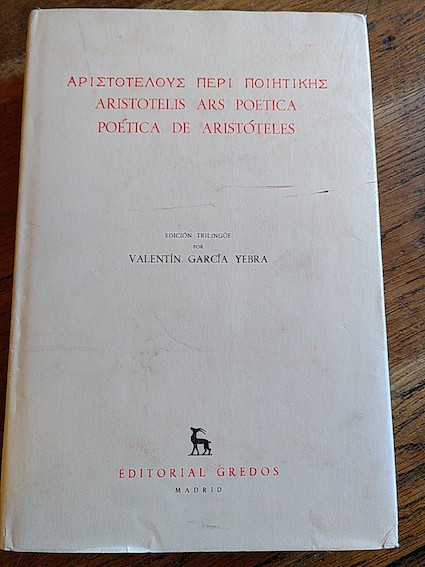 ΑΡΙΣΤΟΤΕΛΟΥΣ ΠΕΡΙ ΠΟΙΗΤΙΚΗΣ
ARISTOTELIS ARS POETICA
POÉTICA DE ARISTÓTELES
EDICIÓN TRILINGÜE
POR
VALENTÍN GARCÍA YEBRA
EDITORIAL GREDOS
MADRID